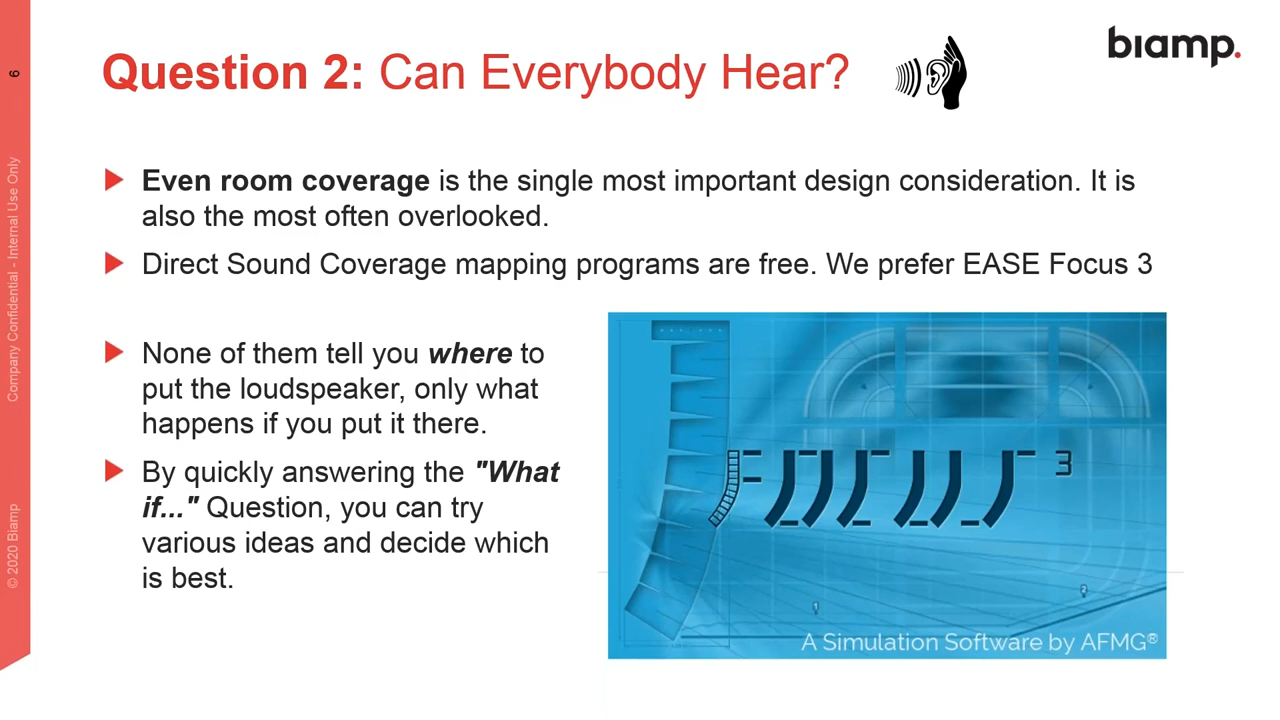 Question 2: Can Everybody Hear?
biamp.
6
Company Confidential - Internal Use Only
© 2020 Biamp
Even room coverage is the single most important design consideration. It is
also the most often overlooked.
Direct Sound Coverage mapping programs are free. We prefer EASE Focus 3
None of them tell you where to
put the loudspeaker, only what
happens if you put it there.
By quickly answering the "What
if..." Question, you can try
various ideas and decide which
is best.
FOCUS 3
1
2
A Simulation Software by AFMG®